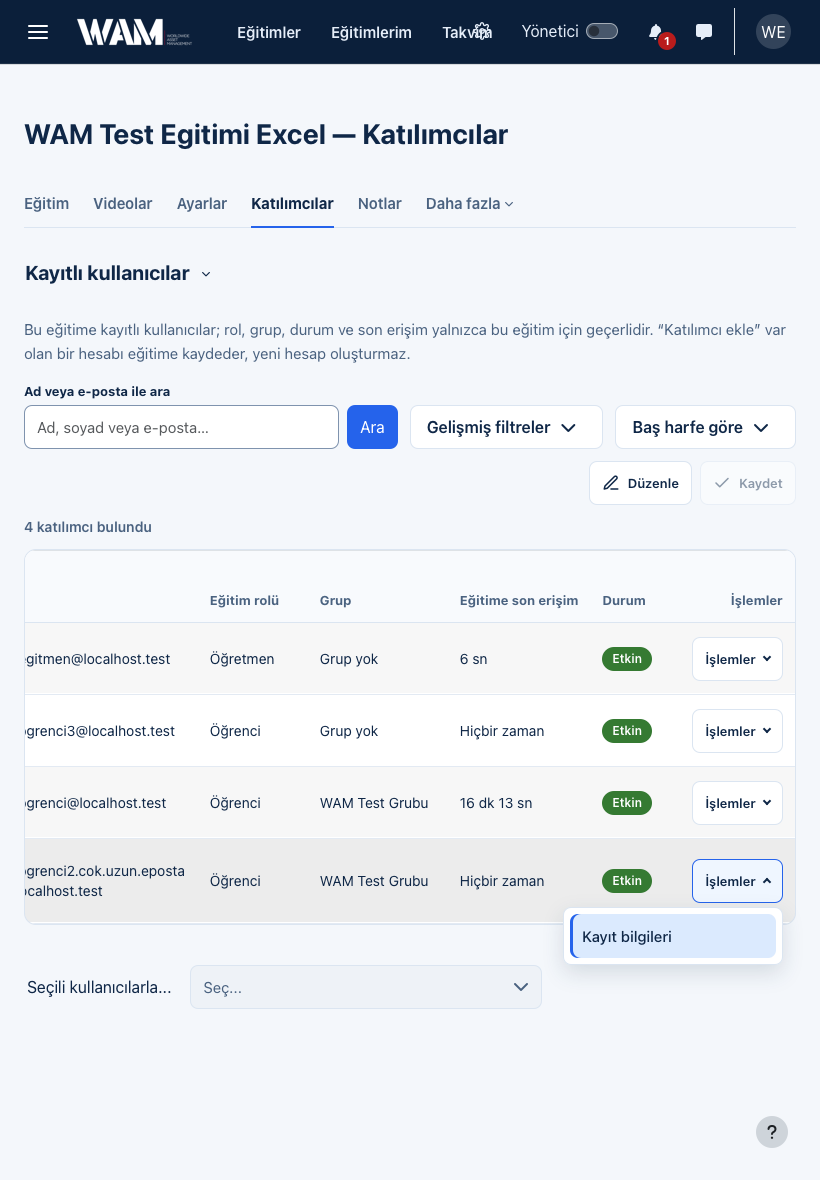 WAM
WORLDWIDE
ASSET
MANAGEMENT
Eğitimler
Eğitimlerim
Takvim
Yönetici
1
WE
WAM Test Egitimi Excel — Katılımcılar
Eğitim Videolar Ayarlar Katılımcılar Notlar Daha fazla
Kayıtlı kullanıcılar
Bu eğitime kayıtlı kullanıcılar; rol, grup, durum ve son erişim yalnızca bu eğitim için geçerlidir. “Katılımcı ekle” var
olan bir hesabı eğitime kaydeder, yeni hesap oluşturmaz.
Ad veya e-posta ile ara
Ad, soyad veya e-posta...
Ara
Gelişmiş filtreler
Baş harfe göre
Düzenle
Kaydet
4 katılımcı bulundu
Eğitim rolü Grup Eğitime son erişim Durum İşlemler
egitmen@localhost.test Öğretmen Grup yok 6 sn Etkin İşlemler
ogrenci3@localhost.test Öğrenci Grup yok Hiçbir zaman Etkin İşlemler
ogrenci@localhost.test Öğrenci WAM Test Grubu 16 dk 13 sn Etkin İşlemler
ogrenci2.cok.uzun.eposta
ocalhost.test Öğrenci WAM Test Grubu Hiçbir zaman Etkin İşlemler
Kayıt bilgileri
Seçili kullanıcılarla...
Seç...
?